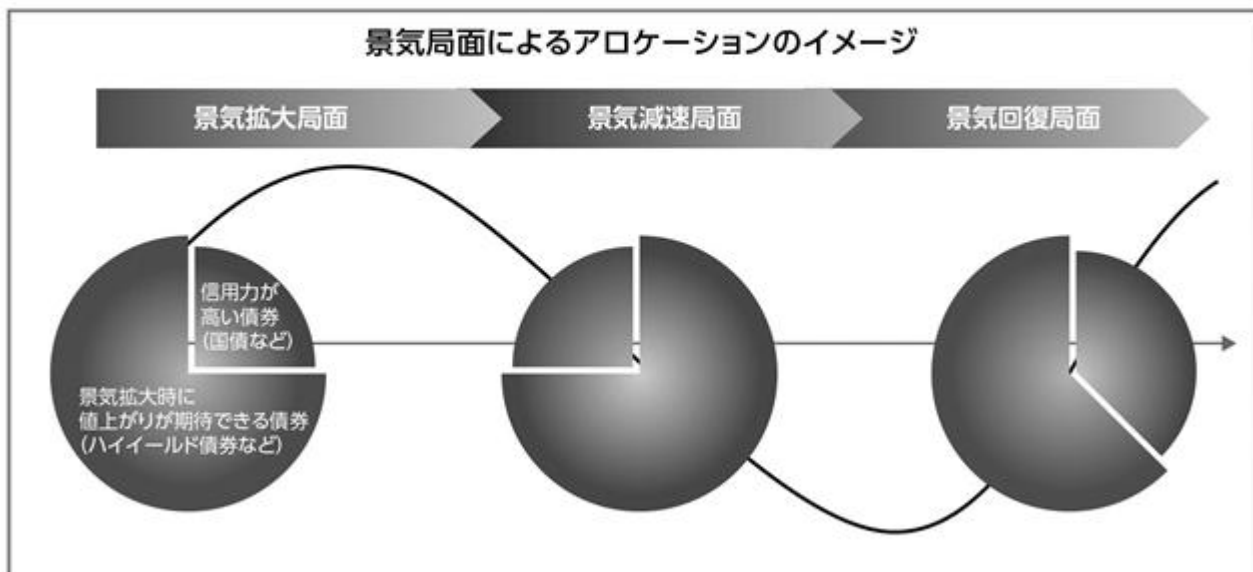 景気局面によるアロケーションのイメージ
景気拡大局面
景気減速局面
景気回復局面
信用力が
高い債券
(国債など)
景気拡大時に
値上がりが期待できる債券
(ハイイールド債券など)